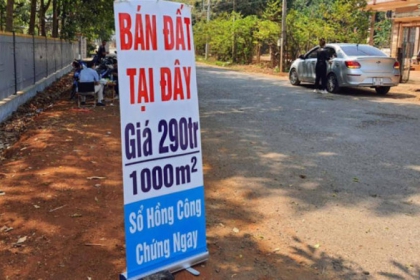 BÁN ĐẤT
TẠI ĐÂY
Giá 290tr
1000m²
Sổ Hồng Công
Chứng Ngay